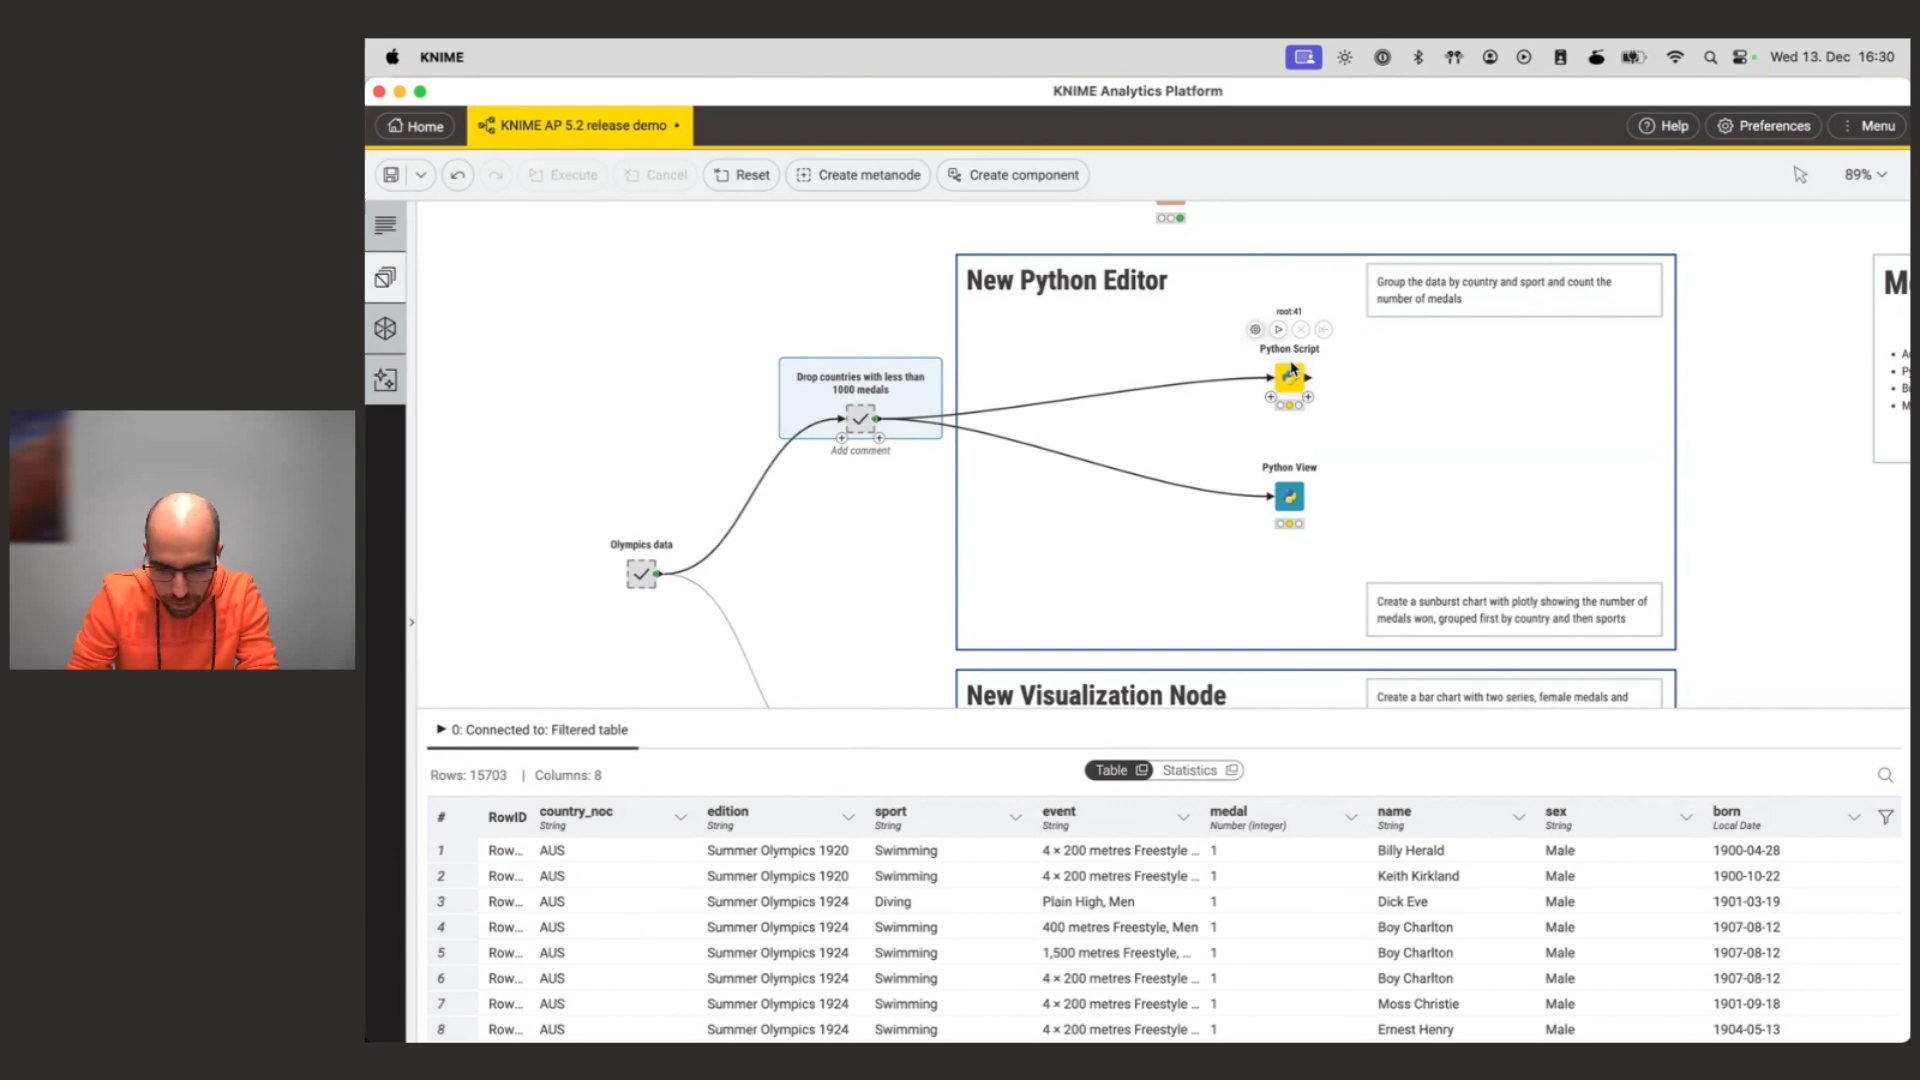 KNIME
Wed 13. Dec 16:30
KNIME Analytics Platform
Home
KNIME AP 5.2 release demo
Help
Preferences
Menu
Execute
Cancel
Reset
Create metanode
Create component
89%
New Python Editor
Group the data by country and sport and count the
number of medals
root:41
Python Script
Drop countries with less than
1000 medals
Add comment
Python View
Olympics data
Create a sunburst chart with plotly showing the number of
medals won, grouped first by country and then sports
New Visualization Node
Create a bar chart with two series, female medals and
0: Connected to: Filtered table
Rows: 15703 | Columns: 8
Table
Statistics
# RowID country_noc edition sport event medal name sex born
String String String String Number (integer) String String Local Date
1 Row... AUS Summer Olympics 1920 Swimming 4 × 200 metres Freestyle ... 1 Billy Herald Male 1900-04-28
2 Row... AUS Summer Olympics 1920 Swimming 4 × 200 metres Freestyle ... 1 Keith Kirkland Male 1900-10-22
3 Row... AUS Summer Olympics 1924 Diving Plain High, Men 1 Dick Eve Male 1901-03-19
4 Row... AUS Summer Olympics 1924 Swimming 400 metres Freestyle, Men 1 Boy Charlton Male 1907-08-12
5 Row... AUS Summer Olympics 1924 Swimming 1,500 metres Freestyle, ... 1 Boy Charlton Male 1907-08-12
6 Row... AUS Summer Olympics 1924 Swimming 4 × 200 metres Freestyle ... 1 Boy Charlton Male 1907-08-12
7 Row... AUS Summer Olympics 1924 Swimming 4 × 200 metres Freestyle ... 1 Moss Christie Male 1901-09-18
8 Row... AUS Summer Olympics 1924 Swimming 4 × 200 metres Freestyle ... 1 Ernest Henry Male 1904-05-13